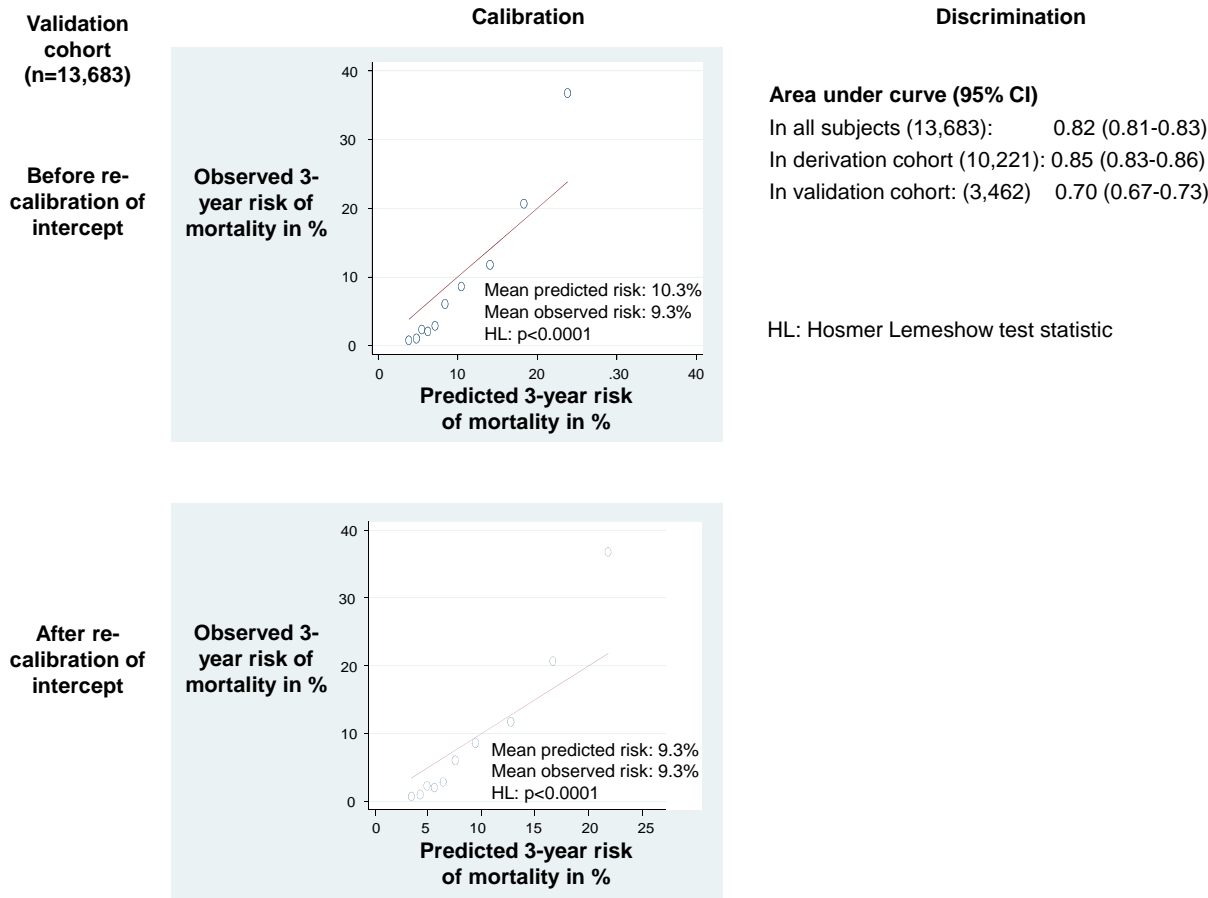 Validation
cohort
(n=13,683)
Calibration
Discrimination
Before re-
calibration of
intercept
Observed 3-
year risk of
mortality in %
40
30
20
10
0
Mean predicted risk: 10.3%
Mean observed risk: 9.3%
HL: p<0.0001
0 10 20 .30 40
Predicted 3-year risk
of mortality in %
Area under curve (95% CI)
In all subjects (13,683): 0.82 (0.81-0.83)
In derivation cohort (10,221): 0.85 (0.83-0.86)
In validation cohort: (3,462) 0.70 (0.67-0.73)
HL: Hosmer Lemeshow test statistic
After re-
calibration of
intercept
Observed 3-
year risk of
mortality in %
40
30
20
10
0
Mean predicted risk: 9.3%
Mean observed risk: 9.3%
HL: p<0.0001
0 5 10 15 20 25
Predicted 3-year risk
of mortality in %